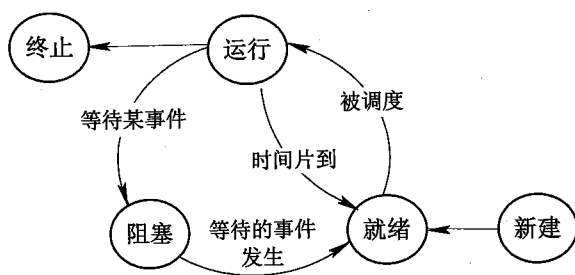 终止
运行
等待某事件
被调度
时间片到
阻塞
等待的事件
发生
就绪
新建